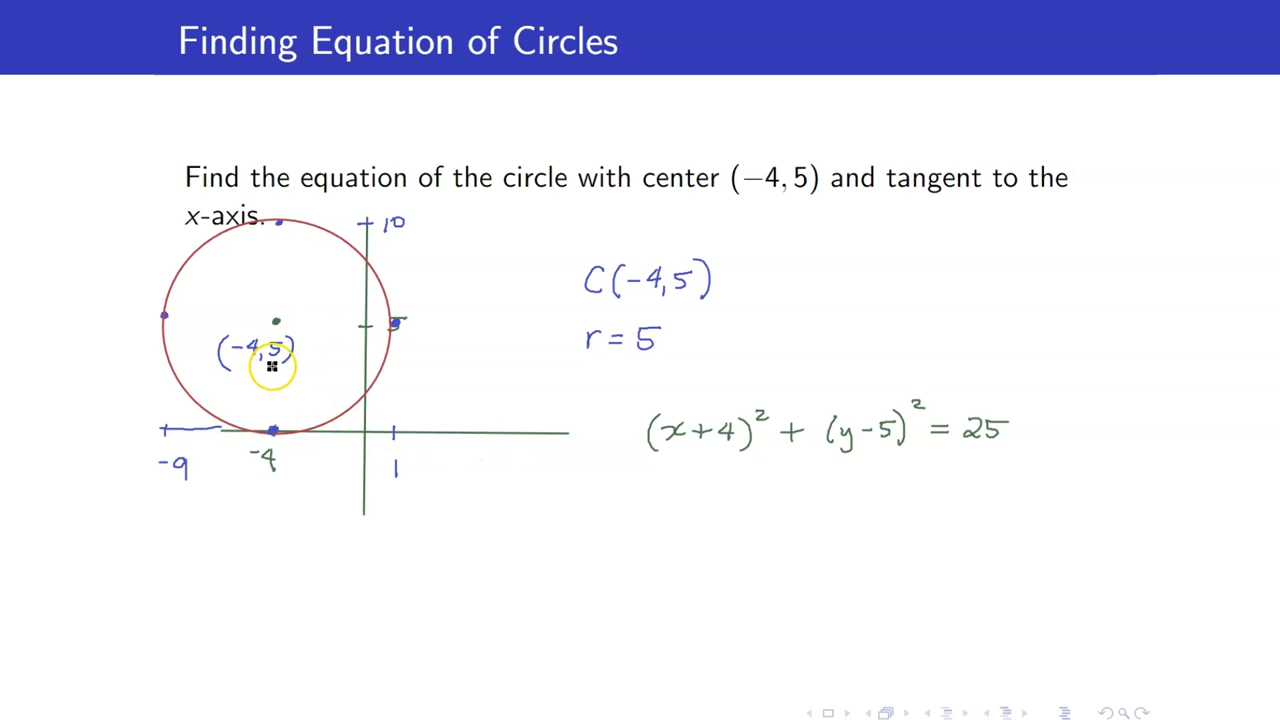 Finding Equation of Circles
Find the equation of the circle with center (−4, 5) and tangent to the
x-axis.
10
C(-4,5)
5
r = 5
(-4,5)
(x+4)² + (y-5)² = 25
-9
-4
1